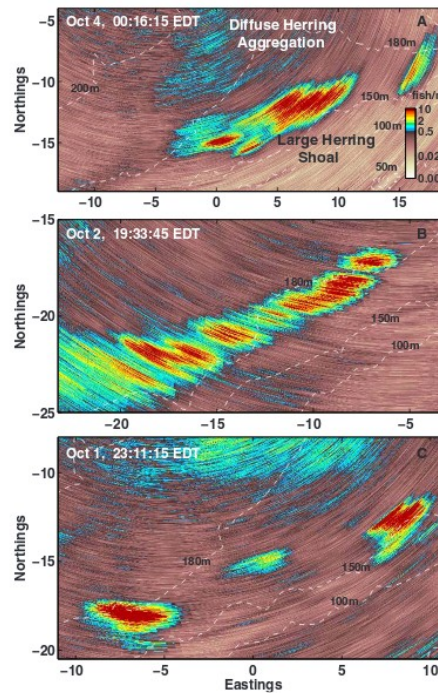 Oct 4, 00:16:15 EDT
Diffuse Herring
Aggregation
A
180m
200m
150m
fish/m
10
2
0.5
0.02
0.00
100m
50m
Large Herring
Shoal
Northings
−5
−10
−15
−10
−5
0
5
10
15
Oct 2, 19:33:45 EDT
B
180m
150m
100m
Northings
−15
−20
−25
−20
−15
−10
−5
Oct 1, 23:11:15 EDT
C
180m
150m
100m
Northings
−10
−15
−20
−10
−5
0
5
10
Eastings